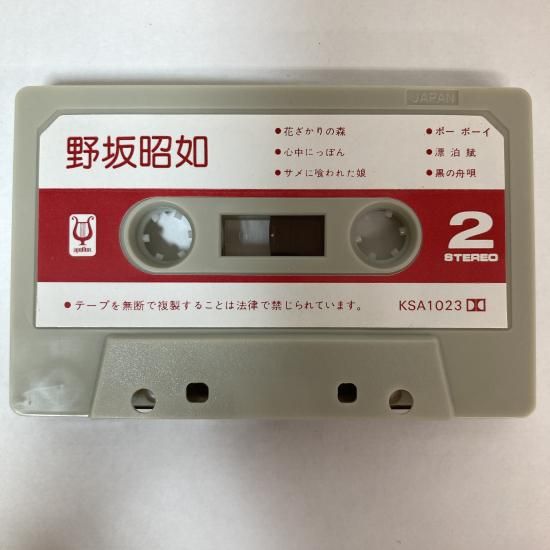 JAPAN
野坂昭如
●花ざかりの森
●心中にっぽん
●サメに喰われた娘
●ボー ボーイ
●漂泊賦
●黒の舟唄
apollon
2
STEREO
●テープを無断で複製することは法律で禁じられています。
KSA1023